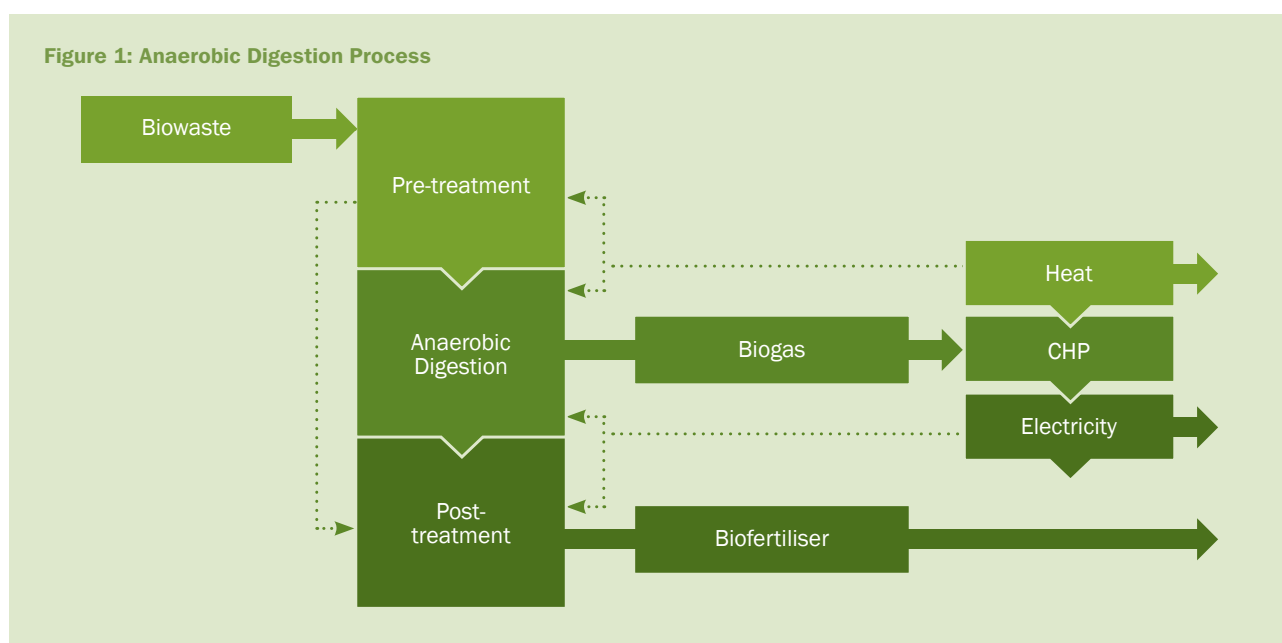 Figure 1: Anaerobic Digestion Process
Biowaste
Pre-treatment
Heat
Anaerobic
Digestion
Biogas
CHP
Electricity
Post-
treatment
Biofertiliser